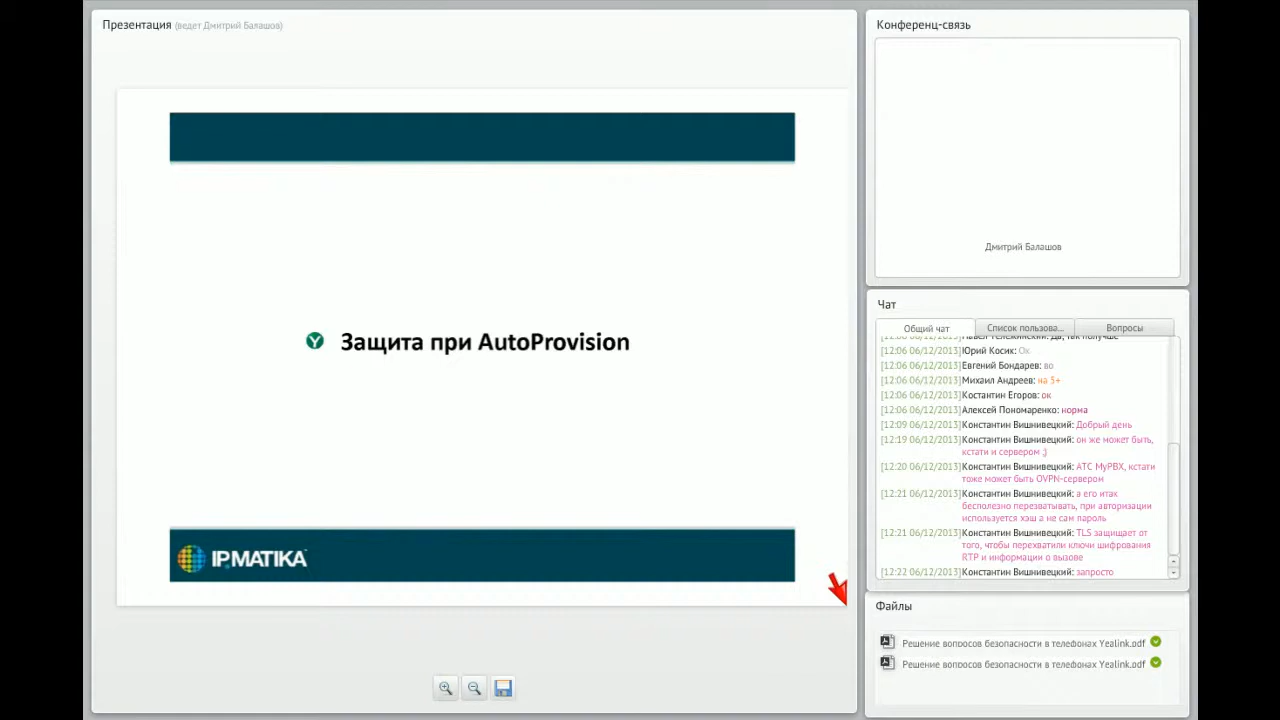 Презентация (ведет Дмитрий Балашов)
Защита при AutoProvision
IPMATIKA
Конференц-связь
Дмитрий Балашов
Чат
Общий чат
Список пользова...
Вопросы
[12:06 06/12/2013] Юрий Косик: Ок
[12:06 06/12/2013] Евгений Бондарев: во
[12:06 06/12/2013] Михаил Андреев: на 5+
[12:06 06/12/2013] Костантин Егоров: ок
[12:06 06/12/2013] Алексей Пономаренко: норма
[12:09 06/12/2013] Константин Вишнивецкий: Добрый день
[12:19 06/12/2013] Константин Вишнивецкий: он же может быть,
кстати и сервером ;)
[12:20 06/12/2013] Константин Вишнивецкий: АТС MyPBX, кстати
тоже может быть OVPN-сервером
[12:21 06/12/2013] Константин Вишнивецкий: а его итак
бесполезно перезватывать, при авторизации
используется хэш а не сам пароль
[12:21 06/12/2013] Константин Вишнивецкий: TLS защищает от
того, чтобы перехватили ключи шифрования
RTP и информации о вызове
[12:22 06/12/2013] Константин Вишнивецкий: запросто
Файлы
Решение вопросов безопасности в телефонах Yealink.pdf
Решение вопросов безопасности в телефонах Yealink.pdf